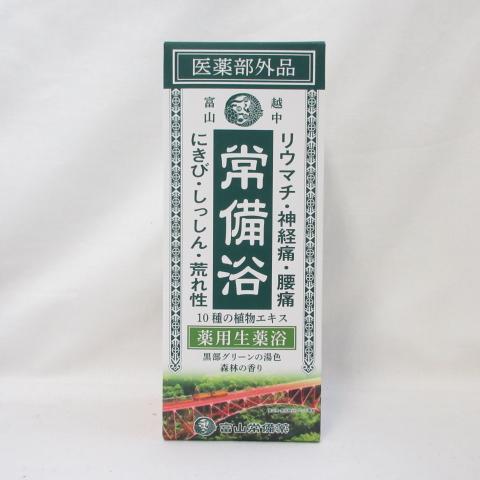 医薬部外品
越中
富山
リウマチ・神経痛・腰痛
常備浴
にきび・しっしん・荒れ性
10種の植物エキス
薬用生薬浴
黒部グリーンの湯色
森林の香り
富山常備薬